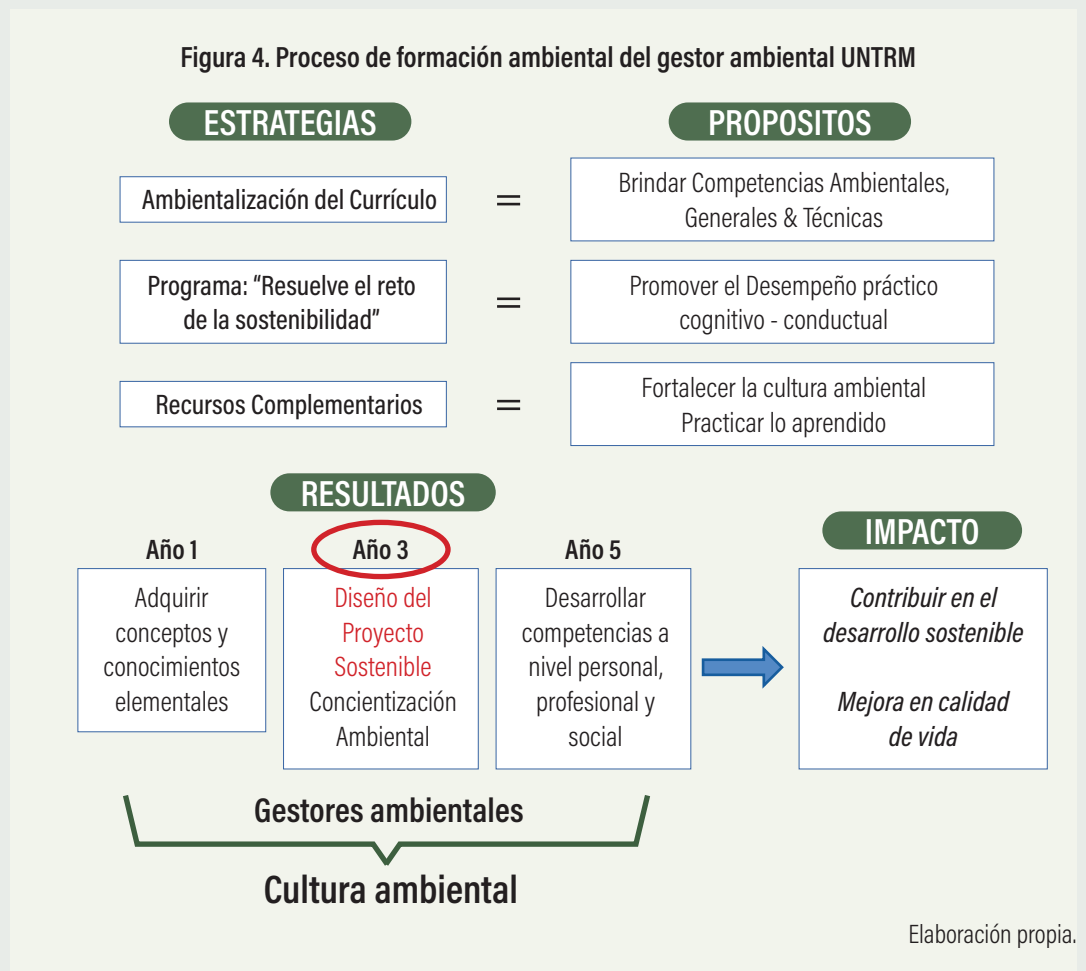 Figura 4. Proceso de formación ambiental del gestor ambiental UNTRM
ESTRATEGIAS
PROPOSITOS
Ambientalización del Currículo
=
Brindar Competencias Ambientales,
Generales & Técnicas
Programa: “Resuelve el reto
de la sostenibilidad”
=
Promover el Desempeño práctico
cognitivo - conductual
Recursos Complementarios
=
Fortalecer la cultura ambiental
Practicar lo aprendido
RESULTADOS
Año 1
Adquirir
conceptos y
conocimientos
elementales
Año 3
Diseño del
Proyecto
Sostenible
Concientización
Ambiental
Año 5
Desarrollar
competencias a
nivel personal,
profesional y
social
IMPACTO
Contribuir en el
desarrollo sostenible
Mejora en calidad
de vida
Gestores ambientales
Cultura ambiental
Elaboración propia.